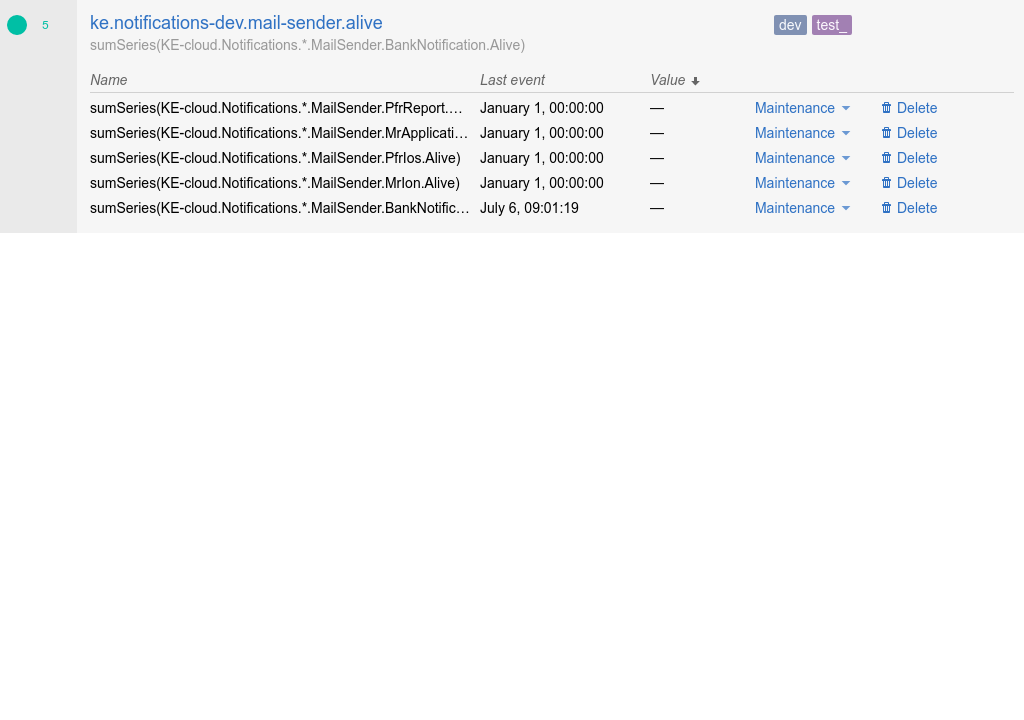 5 ke.notifications-dev.mail-sender.alive dev test_
sumSeries(KE-cloud.Notifications.*.MailSender.BankNotification.Alive)
Name Last event Value
sumSeries(KE-cloud.Notifications.*.MailSender.PfrReport.… January 1, 00:00:00 — Maintenance Delete
sumSeries(KE-cloud.Notifications.*.MailSender.MrApplicati… January 1, 00:00:00 — Maintenance Delete
sumSeries(KE-cloud.Notifications.*.MailSender.PfrIos.Alive) January 1, 00:00:00 — Maintenance Delete
sumSeries(KE-cloud.Notifications.*.MailSender.MrIon.Alive) January 1, 00:00:00 — Maintenance Delete
sumSeries(KE-cloud.Notifications.*.MailSender.BankNotific… July 6, 09:01:19 — Maintenance Delete